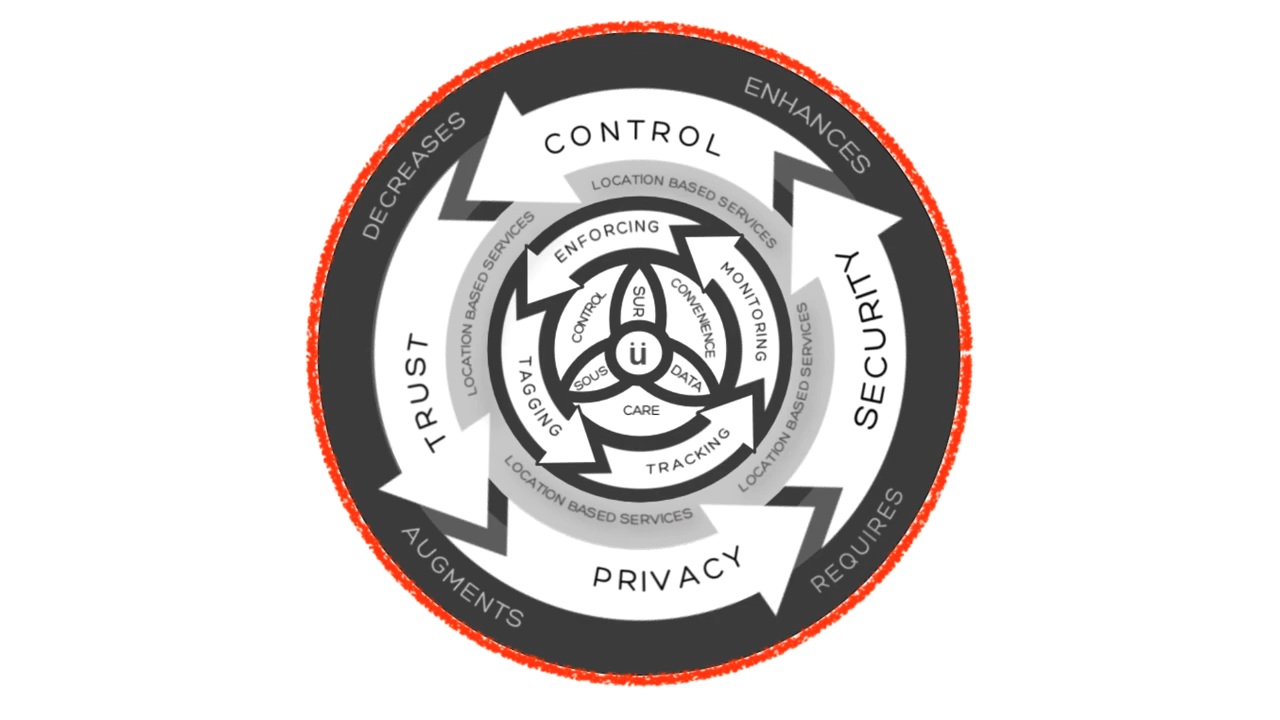 DECREASES
ENHANCES
REQUIRES
AUGMENTS
CONTROL
SECURITY
PRIVACY
TRUST
LOCATION BASED SERVICES
LOCATION BASED SERVICES
LOCATION BASED SERVICES
LOCATION BASED SERVICES
ENFORCING
MONITORING
TRACKING
TAGGING
CONTROL
CONVENIENCE
CARE
SUR
DATA
SOUS
ü